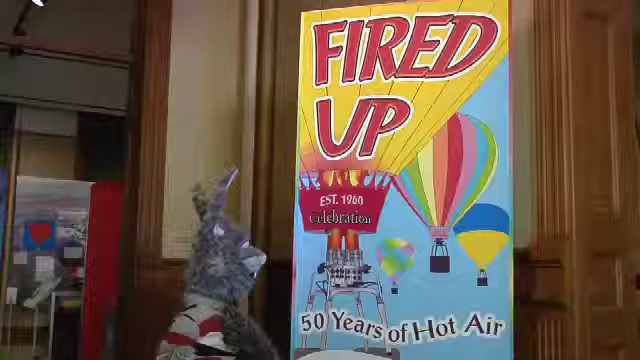 FIRED
UP
EST. 1960
Celebration
50 Years of Hot Air